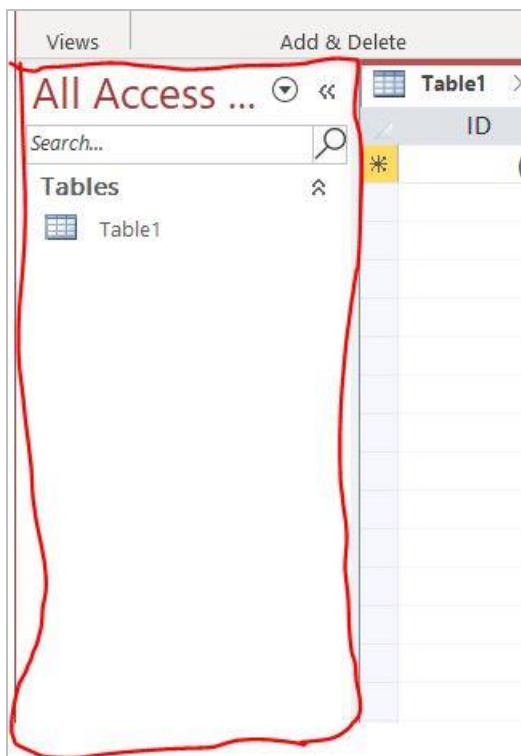 Views Add & Delete
All Access ...
Table1
ID
Search...
Tables
Table1